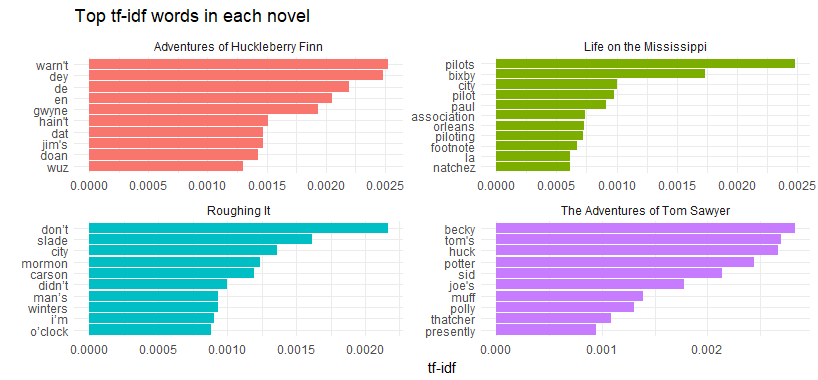 Top tf-idf words in each novel
Adventures of Huckleberry Finn
warn't
dey
de
en
gwyne
hain't
dat
jim's
doan
wuz
0.0000 0.0005 0.0010 0.0015 0.0020 0.0025
Life on the Mississippi
pilots
bixby
city
pilot
paul
association
orleans
piloting
footnote
la
natchez
0.0000 0.0005 0.0010 0.0015 0.0020 0.0025
Roughing It
don’t
slade
city
mormon
carson
didn’t
man’s
winters
i’m
o’clock
0.0000 0.0005 0.0010 0.0015 0.0020
The Adventures of Tom Sawyer
becky
tom's
huck
potter
sid
joe's
muff
polly
thatcher
presently
0.000 0.001 0.002
tf-idf